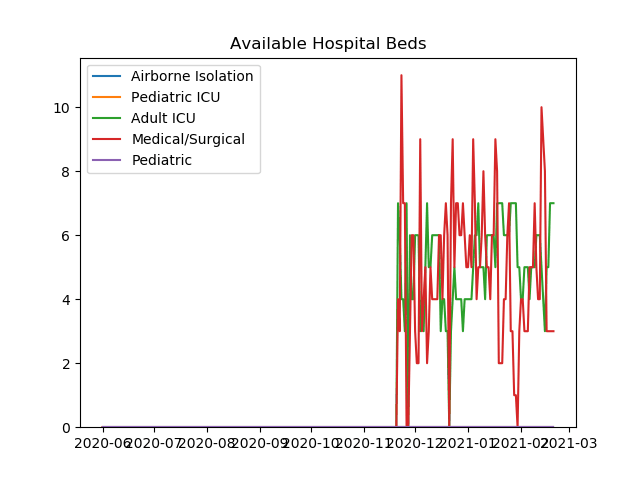 Available Hospital Beds
Airborne Isolation
Pediatric ICU
Adult ICU
Medical/Surgical
Pediatric
10
8
6
4
2
0
2020-06 2020-07 2020-08 2020-09 2020-10 2020-11 2020-12 2021-01 2021-02 2021-03